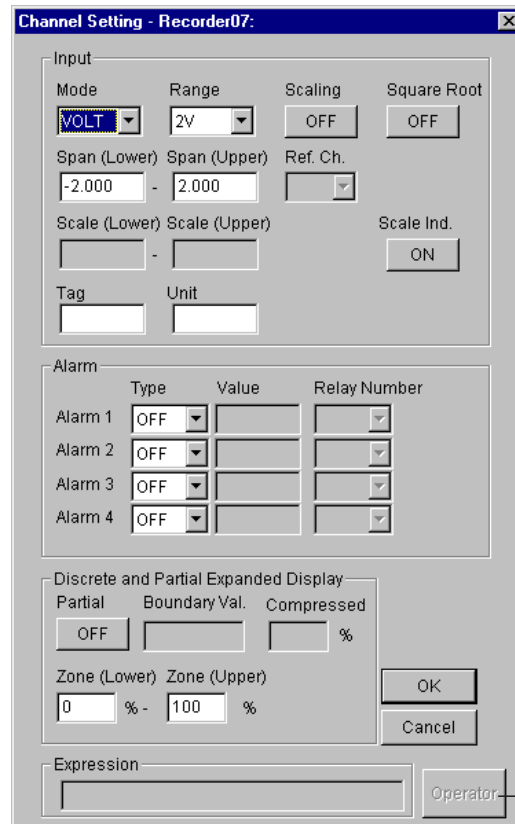 Channel Setting - Recorder07:
Input
Mode Range Scaling Square Root
VOLT 2V OFF OFF
Span (Lower) Span (Upper) Ref. Ch.
-2.000 - 2.000
Scale (Lower) Scale (Upper) Scale Ind.
- ON
Tag Unit
Alarm
Type Value Relay Number
Alarm 1 OFF
Alarm 2 OFF
Alarm 3 OFF
Alarm 4 OFF
Discrete and Partial Expanded Display
Partial Boundary Val. Compressed
OFF %
Zone (Lower) Zone (Upper)
0 % - 100 %
OK
Cancel
Expression
Operator